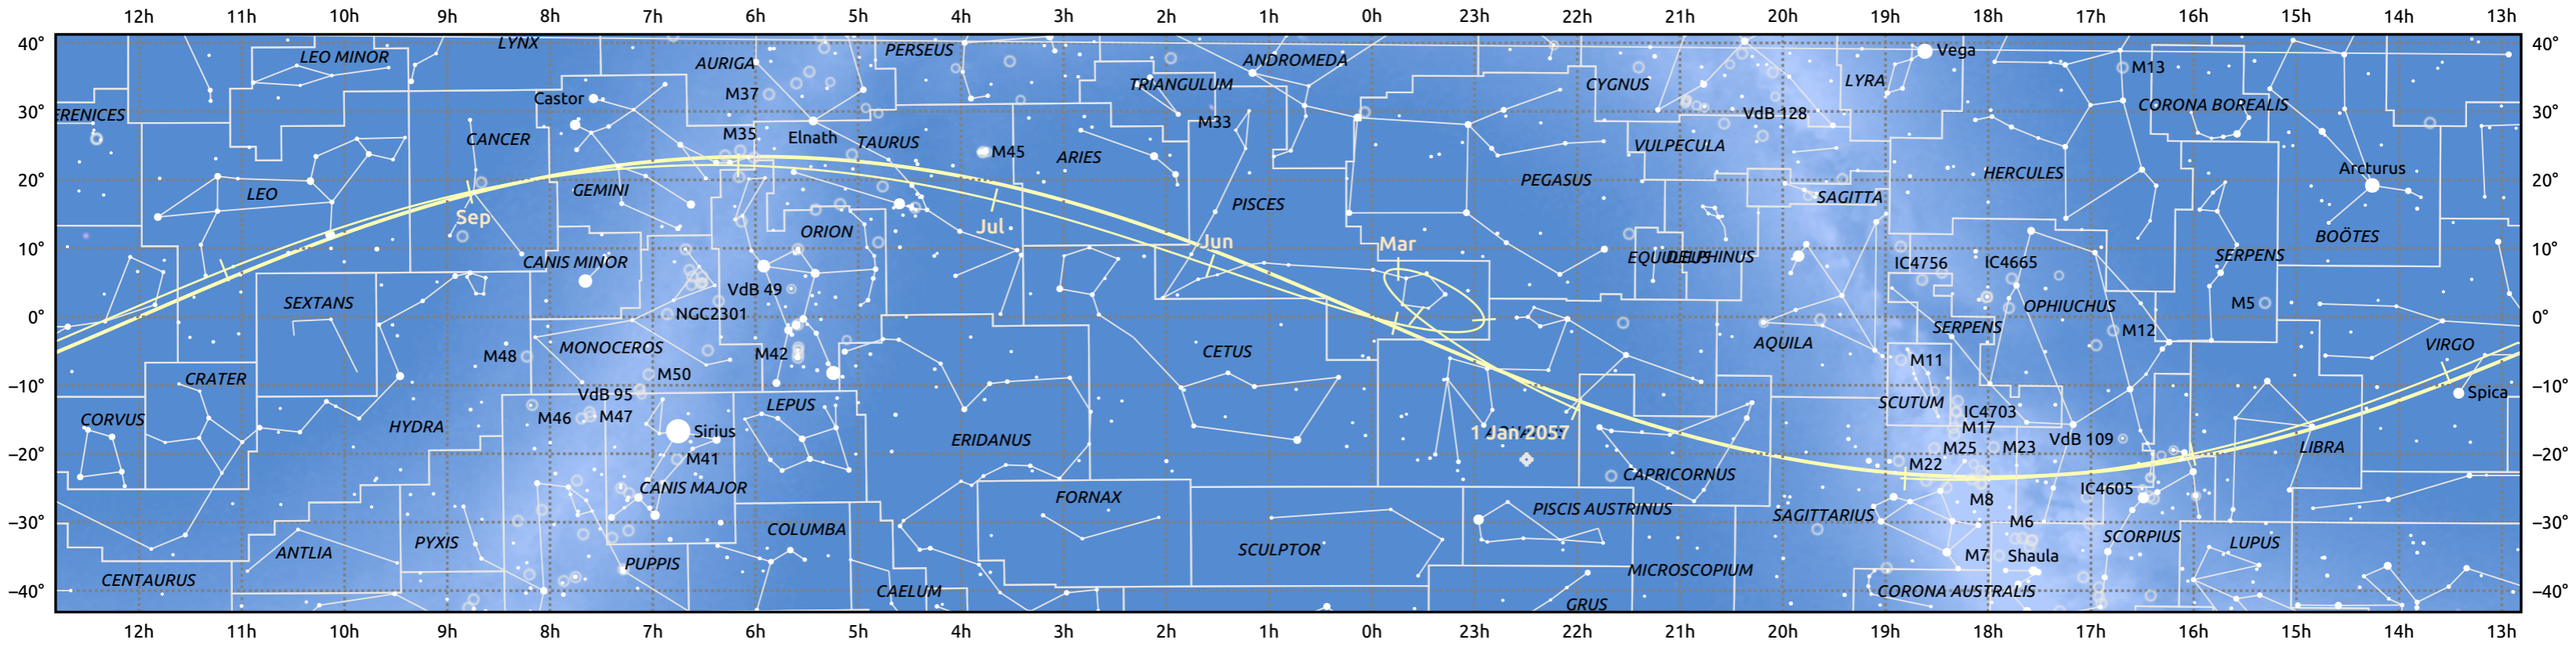 12h 11h 10h 9h 8h 7h 6h 5h 4h 3h 2h 1h 0h 23h 22h 21h 20h 19h 18h 17h 16h 15h 14h 13h
40° LYNX PERSEUS ANDROMEDA Vega 40°
LEO MINOR AURIGA TRIANGULUM CYGNUS LYRA M13
Castor M37 CORONA BOREALIS
30° ERENICES M33 VdB 128 30°
CANCER M35 Elnath TAURUS M45 ARIES VULPECULA HERCULES Arcturus
20° LEO GEMINI PEGASUS SAGITTA 20°
Sep Jul PISCES
ORION Jun Mar BOÖTES
10° CANIS MINOR EQUULEUS DELPHINUS IC4756 IC4665 SERPENS 10°
SEXTANS VdB 49 OPHIUCHUS M5
0° NGC2301 SERPENS M12 0°
M48 MONOCEROS M42 CETUS AQUILA M11 VIRGO
−10° CRATER M50 −10°
VdB 95 LEPUS SCUTUM Spica
CORVUS HYDRA M46 M47 IC4703
Sirius ERIDANUS 1 Jan 2057 M17 VdB 109 LIBRA
−20° M41 M25 M23 −20°
CANIS MAJOR FORNAX CAPRICORNUS M22 IC4605
−30° COLUMBA PISCIS AUSTRINUS SAGITTARIUS M8 M6 −30°
ANTLIA PYXIS PUPPIS SCULPTOR M7 Shaula SCORPIUS LUPUS
−40° CENTAURUS CAELUM MICROSCOPIUM CORONA AUSTRALIS −40°
GRUS
12h 11h 10h 9h 8h 7h 6h 5h 4h 3h 2h 1h 0h 23h 22h 21h 20h 19h 18h 17h 16h 15h 14h 13h